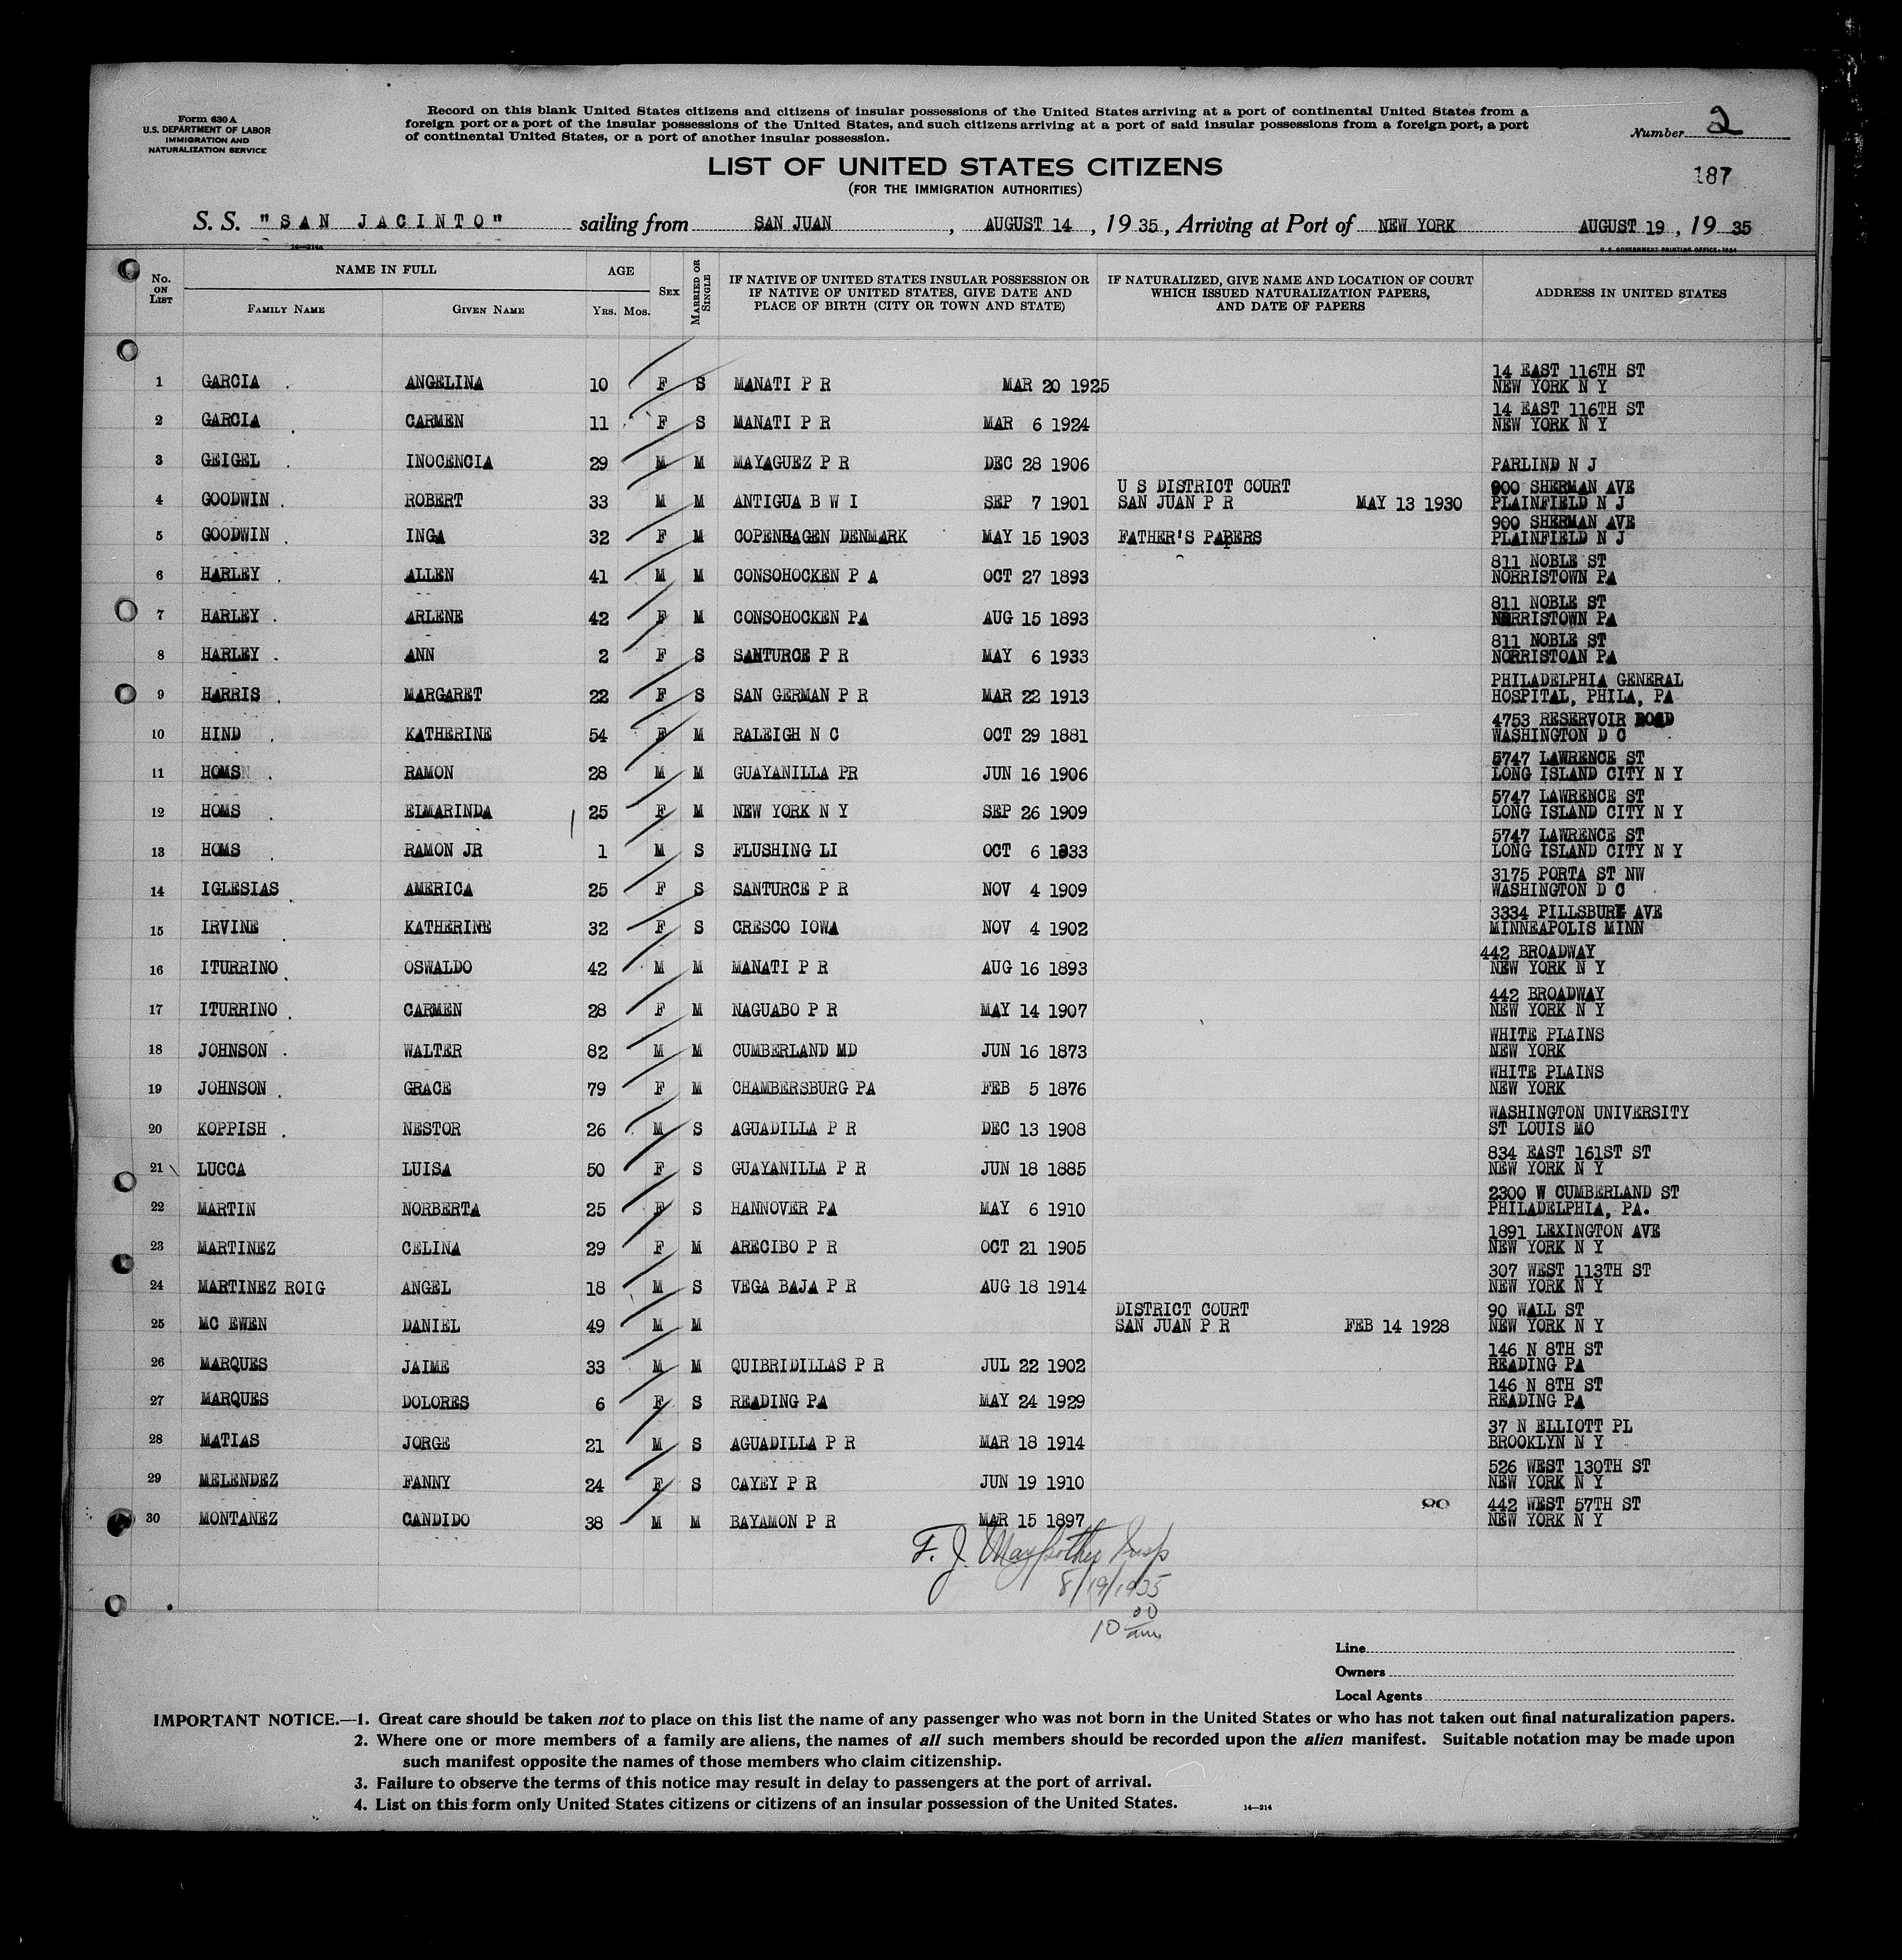 Form 630 A
U.S. DEPARTMENT OF LABOR
IMMIGRATION AND
NATURALIZATION SERVICE
Record on this blank United States citizens and citizens of insular possessions of the United States arriving at a port of continental United States from a
foreign port or a port of the insular possessions of the United States, and such citizens arriving at a port of said insular possessions from a foreign port, a port
of continental United States, or a port of another insular possession.
Number 2
187
LIST OF UNITED STATES CITIZENS
(FOR THE IMMIGRATION AUTHORITIES)
S. S. "SAN JACINTO" sailing from SAN JUAN, AUGUST 14, 19 35, Arriving at Port of NEW YORK AUGUST 19, 19 35
14—214a
U. S. GOVERNMENT PRINTING OFFICE: 1934
No. ON LIST
NAME IN FULL
FAMILY NAME
GIVEN NAME
AGE
YRS. MOS.
SEX
MARRIED OR SINGLE
IF NATIVE OF UNITED STATES INSULAR POSSESSION OR
IF NATIVE OF UNITED STATES, GIVE DATE AND
PLACE OF BIRTH (CITY OR TOWN AND STATE)
IF NATURALIZED, GIVE NAME AND LOCATION OF COURT
WHICH ISSUED NATURALIZATION PAPERS,
AND DATE OF PAPERS
ADDRESS IN UNITED STATES
1 GARCIA ANGELINA 10 F S MANATI P R MAR 20 1925 14 EAST 116TH ST
NEW YORK N Y
2 GARCIA CARMEN 11 F S MANATI P R MAR 6 1924 14 EAST 116TH ST
NEW YORK N Y
3 GEIGEL INOCENCIA 29 M M MAYAGUEZ P R DEC 28 1906 PARLIND N J
4 GOODWIN ROBERT 33 M M ANTIGUA B W I SEP 7 1901 U S DISTRICT COURT
SAN JUAN P R MAY 13 1930 900 SHERMAN AVE
PLAINFIELD N J
5 GOODWIN INGA 32 F M COPENHAGEN DENMARK MAY 15 1903 FATHER'S PAPERS 900 SHERMAN AVE
PLAINFIELD N J
6 HARLEY ALLEN 41 M M CONSOHOCKEN P A OCT 27 1893 811 NOBLE ST
NORRISTOWN PA
7 HARLEY ARLENE 42 F M CONSOHOCKEN PA AUG 15 1893 811 NOBLE ST
NORRISTOWN PA
8 HARLEY ANN 2 F S SANTURCE P R MAY 6 1933 811 NOBLE ST
NORRISTOAN PA
9 HARRIS MARGARET 22 F S SAN GERMAN P R MAR 22 1913 PHILADELPHIA GENERAL
HOSPITAL, PHILA, PA
10 HIND KATHERINE 54 F M RALEIGH N C OCT 29 1881 4753 RESERVOIR ROAD
WASHINGTON D C
11 HOMS RAMON 28 M M GUAYANILLA PR JUN 16 1906 5747 LAWRENCE ST
LONG ISLAND CITY N Y
12 HOMS ELMARINDA 25 F M NEW YORK N Y SEP 26 1909 5747 LAWRENCE ST
LONG ISLAND CITY N Y
13 HOMS RAMON JR 1 M S FLUSHING LI OCT 6 1933 5747 LAWRENCE ST
LONG ISLAND CITY N Y
14 IGLESIAS AMERICA 25 F S SANTURCE P R NOV 4 1909 3175 PORTA ST NW
WASHINGTON D C
15 IRVINE KATHERINE 32 F S CRESCO IOWA NOV 4 1902 3334 PILLSBURE AVE
MINNEAPOLIS MINN
16 ITURRINO OSWALDO 42 M M MANATI P R AUG 16 1893 442 BROADWAY
NEW YORK N Y
17 ITURRINO CARMEN 28 F M NAGUABO P R MAY 14 1907 442 BROADWAY
NEW YORK N Y
18 JOHNSON WALTER 82 M M CUMBERLAND MD JUN 16 1873 WHITE PLAINS
NEW YORK
19 JOHNSON GRACE 79 F M CHAMBERSBURG PA FEB 5 1876 WHITE PLAINS
NEW YORK
20 KOPPISH NESTOR 26 M S AGUADILLA P R DEC 13 1908 WASHINGTON UNIVERSITY
ST LOUIS MO
21 LUCCA LUISA 50 F S GUAYANILLA P R JUN 18 1885 834 EAST 161ST ST
NEW YORK N Y
22 MARTIN NORBERTA 25 F S HANNOVER PA MAY 6 1910 2300 W CUMBERLAND ST
PHILADELPHIA, PA.
23 MARTINEZ CELINA 29 F M ARECIBO P R OCT 21 1905 1891 LEXINGTON AVE
NEW YORK N Y
24 MARTINEZ ROIG ANGEL 18 M S VEGA BAJA P R AUG 18 1914 307 WEST 113TH ST
NEW YORK N Y
25 MC EWEN DANIEL 49 M M DISTRICT COURT
SAN JUAN P R FEB 14 1928 90 WALL ST
NEW YORK N Y
26 MARQUES JAIME 33 M M QUIBRIDILLAS P R JUL 22 1902 146 N 8TH ST
READING PA
27 MARQUES DOLORES 6 F S READING PA MAY 24 1929 146 N 8TH ST
READING PA
28 MATIAS JORGE 21 M S AGUADILLA P R MAR 18 1914 37 N ELLIOTT PL
BROOKLYN N Y
29 MELENDEZ FANNY 24 F S CAYEY P R JUN 19 1910 526 WEST 130TH ST
NEW YORK N Y
30 MONTANEZ CANDIDO 38 M M BAYAMON P R MAR 15 1897 442 WEST 57TH ST
NEW YORK N Y
F. J. Insp
8/19/1935
10 00 am
Line
Owners
Local Agents
IMPORTANT NOTICE.—1. Great care should be taken not to place on this list the name of any passenger who was not born in the United States or who has not taken out final naturalization papers.
2. Where one or more members of a family are aliens, the names of all such members should be recorded upon the alien manifest. Suitable notation may be made upon
such manifest opposite the names of those members who claim citizenship.
3. Failure to observe the terms of this notice may result in delay to passengers at the port of arrival.
4. List on this form only United States citizens or citizens of an insular possession of the United States.
14—214